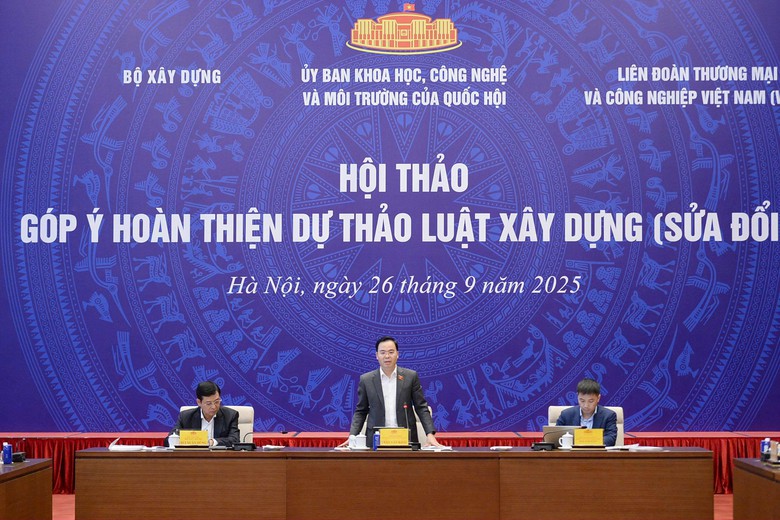 BỘ XÂY DỰNG
ỦY BAN KHOA HỌC, CÔNG NGHỆ
VÀ MÔI TRƯỜNG CỦA QUỐC HỘI
LIÊN ĐOÀN THƯƠNG MẠI
VÀ CÔNG NGHIỆP VIỆT NAM (V
HỘI THẢO
GÓP Ý HOÀN THIỆN DỰ THẢO LUẬT XÂY DỰNG (SỬA ĐỔI
Hà Nội, ngày 26 tháng 9 năm 2025